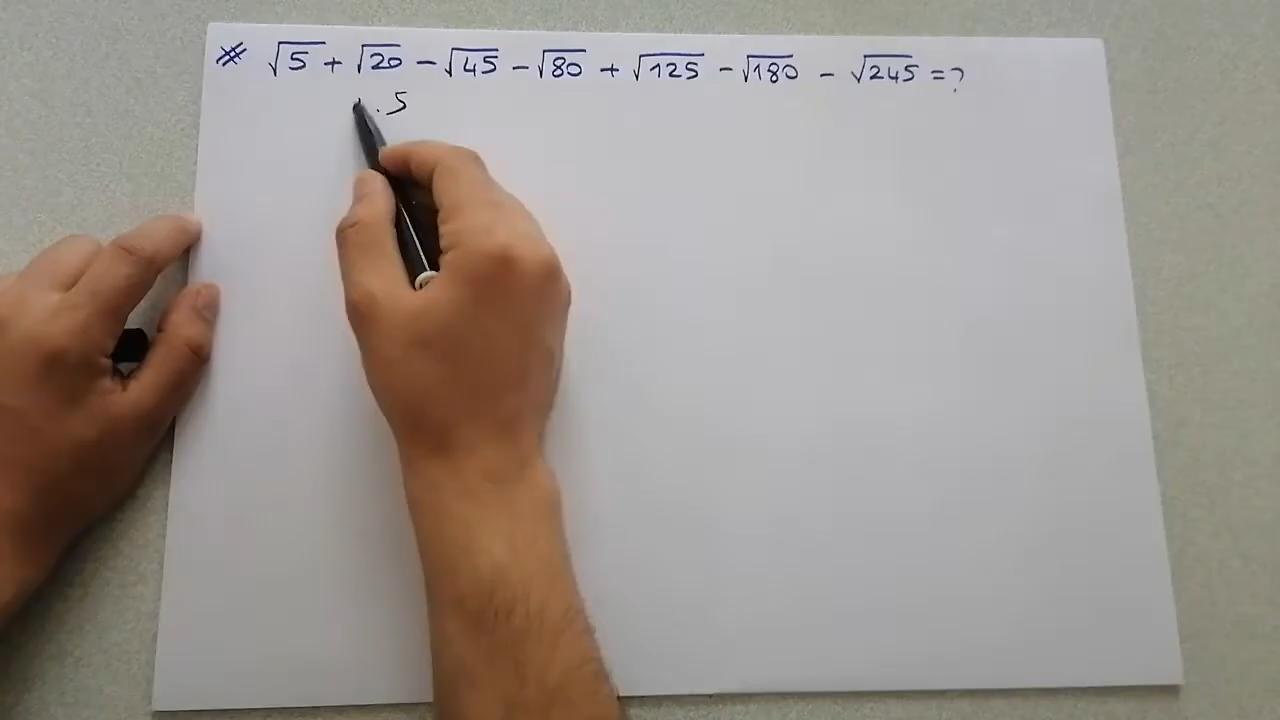 * √5 + √20 - √45 - √80 + √125 - √180 - √245 = ?
. 5